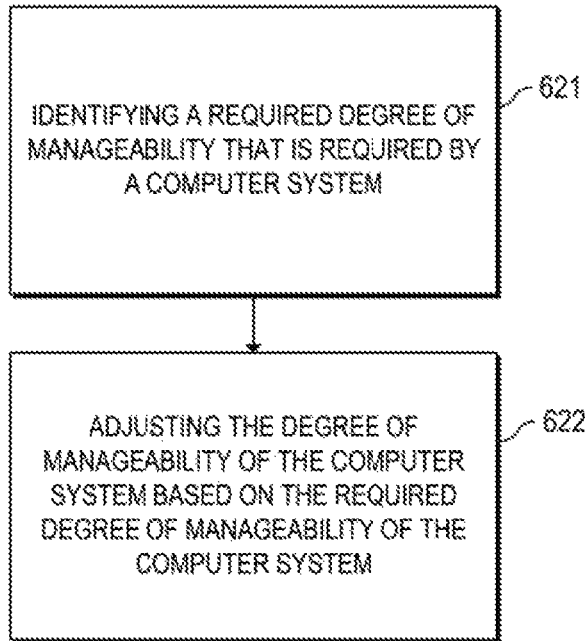 IDENTIFYING A REQUIRED DEGREE OF
MANAGEABILITY THAT IS REQUIRED BY
A COMPUTER SYSTEM
621
ADJUSTING THE DEGREE OF
MANAGEABILITY OF THE COMPUTER
SYSTEM BASED ON THE REQUIRED
DEGREE OF MANAGEABILITY OF THE
COMPUTER SYSTEM
622